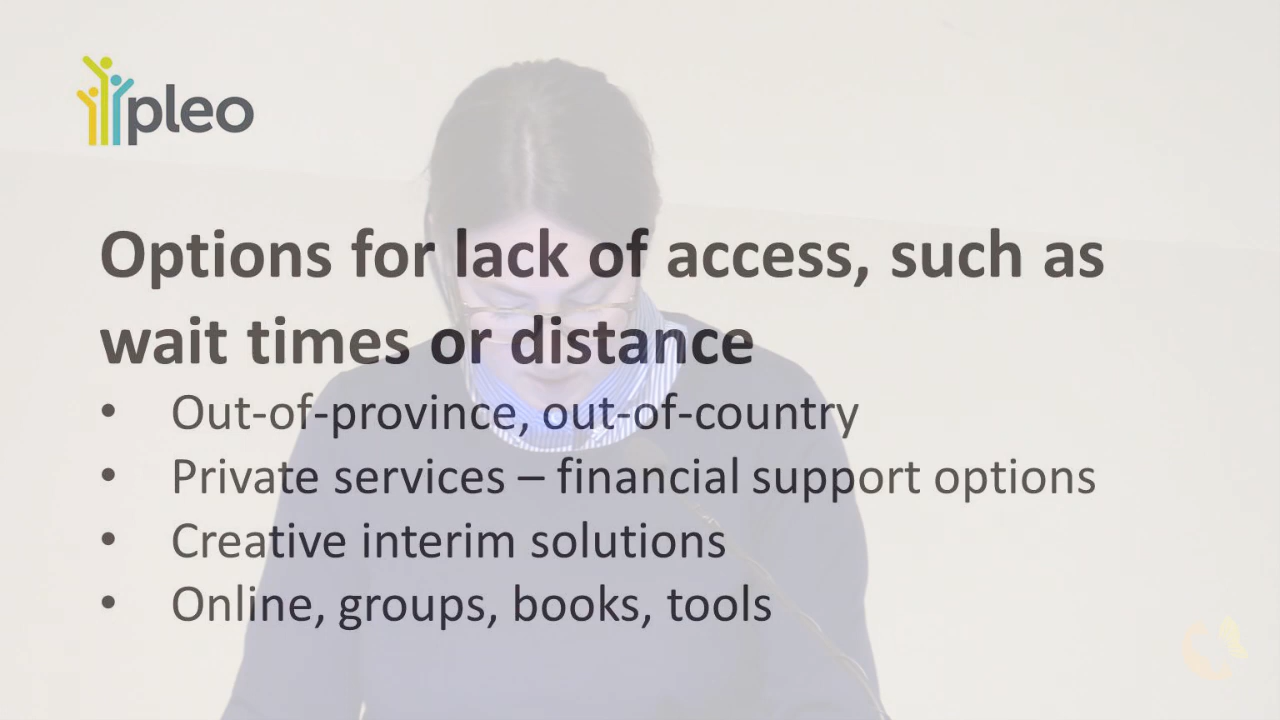 pleo
Options for lack of access, such as
wait times or distance
• Out-of-province, out-of-country
• Private services – financial support options
• Creative interim solutions
• Online, groups, books, tools